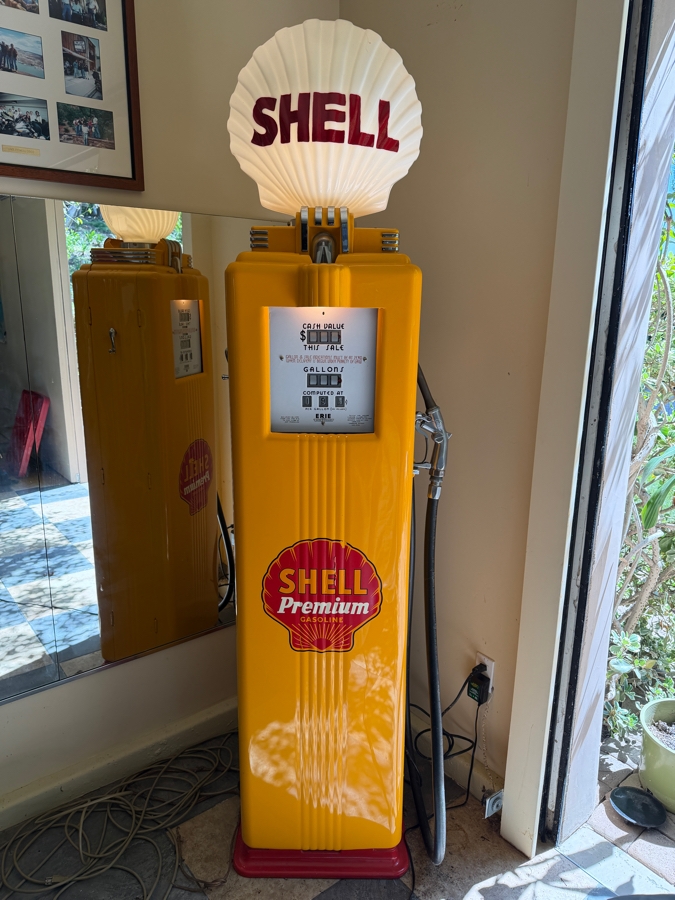 SHELL
CASH VALUE
$
THIS SALE
GALLONS
COMPUTED AT
ERIE
SHELL
Premium
GASOLINE